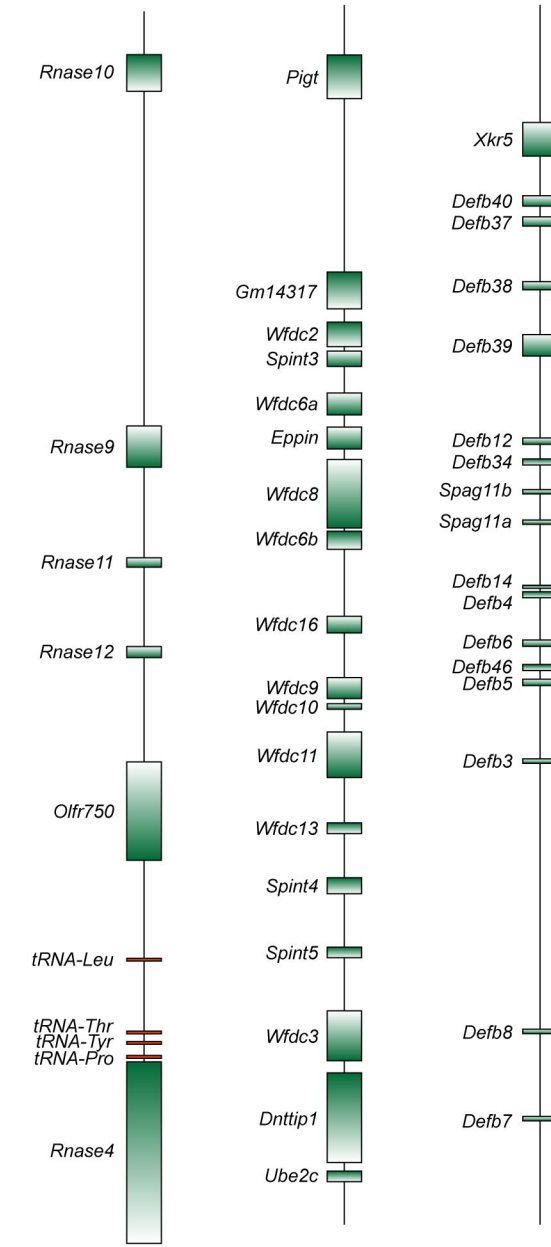 Rnase10
Rnase9
Rnase11
Rnase12
Olfr750
tRNA-Leu
tRNA-Thr
tRNA-Tyr
tRNA-Pro
Rnase4
Pigt
Gm14317
Wfdc2
Spint3
Wfdc6a
Eppin
Wfdc8
Wfdc6b
Wfdc16
Wfdc9
Wfdc10
Wfdc11
Wfdc13
Spint4
Spint5
Wfdc3
Dnttip1
Ube2c
Xkr5
Defb40
Defb37
Defb38
Defb39
Defb12
Defb34
Spag11b
Spag11a
Defb14
Defb4
Defb6
Defb46
Defb5
Defb3
Defb8
Defb7